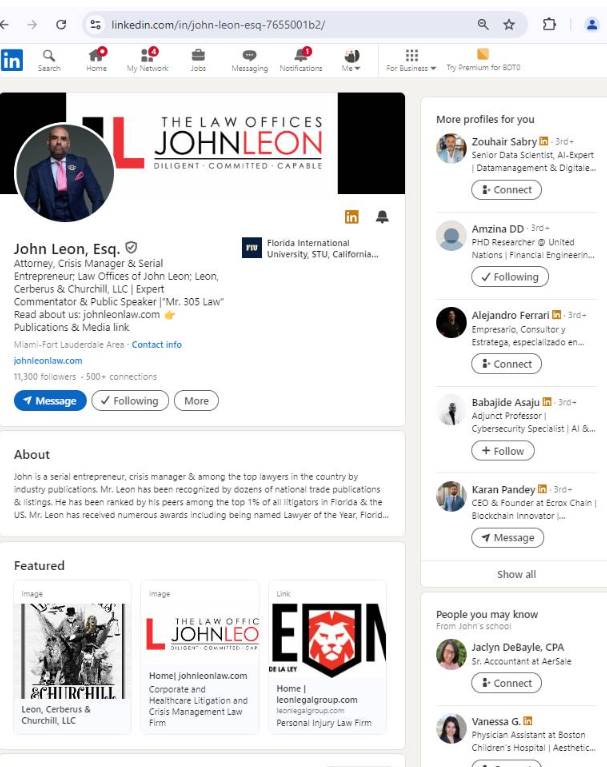 linkedin.com/in/john-leon-esq-7655001b2/
in
Search
Home
4
My Network
Jobs
Messaging
1
Notifications
Me
For Business
Try Premium for BDT0
THE LAW OFFICES
JOHNLEON
DILIGENT · COMMITTED · CAPABLE
in
John Leon, Esq.
FIU
Florida International
University, STU, California...
Attorney, Crisis Manager & Serial
Entrepreneur; Law Offices of John Leon; Leon,
Cerberus & Churchill, LLC | Expert
Commentator & Public Speaker |"Mr. 305 Law"
Read about us: johnleonlaw.com 👉
Publications & Media link
Miami-Fort Lauderdale Area · Contact info
johnleonlaw.com
11,300 followers · 500+ connections
Message
Following
More
About
John is a serial entrepreneur, crisis manager & among the top lawyers in the country by
industry publications. Mr. Leon has been recognized by dozens of national trade publications
& listings. He has been ranked by his peers among the top 1% of all litigators in Florida & the
US. Mr. Leon has received numerous awards including being named Lawyer of the Year, Florid...
Featured
Image
&CHURCHILL
Leon, Cerberus &
Churchill, LLC
Image
THE LAW OFFIC
JOHNLEO
DILIGENT · COMMITTED · CAP
Home| johnleonlaw.com
Corporate and
Healthcare Litigation and
Crisis Management Law
Firm
Link
DE LA LEY
Home |
leonlegalgroup.com
leonlegalgroup.com
Personal Injury Law Firm
More profiles for you
Zouhair Sabry in · 3rd+
Senior Data Scientist, AI-Expert
| Datamanagement & Digitale...
Connect
Amzina DD · 3rd+
PHD Researcher @ United
Nations | Financial Engineerin...
Following
Alejandro Ferrari in · 3rd+
Empresario, Consultor y
Estratega, especializado en...
Connect
Babajide Asaju in · 3rd+
Adjunct Professor |
Cybersecurity Specialist | AI &...
Follow
Karan Pandey in · 3rd+
CEO & Founder at Ecrox Chain |
Blockchain Innovator |...
Message
Show all
People you may know
From John's school
Jaclyn DeBayle, CPA
Sr. Accountant at AerSale
Connect
Vanessa G. in
Physician Assistant at Boston
Children's Hospital | Aesthetic...